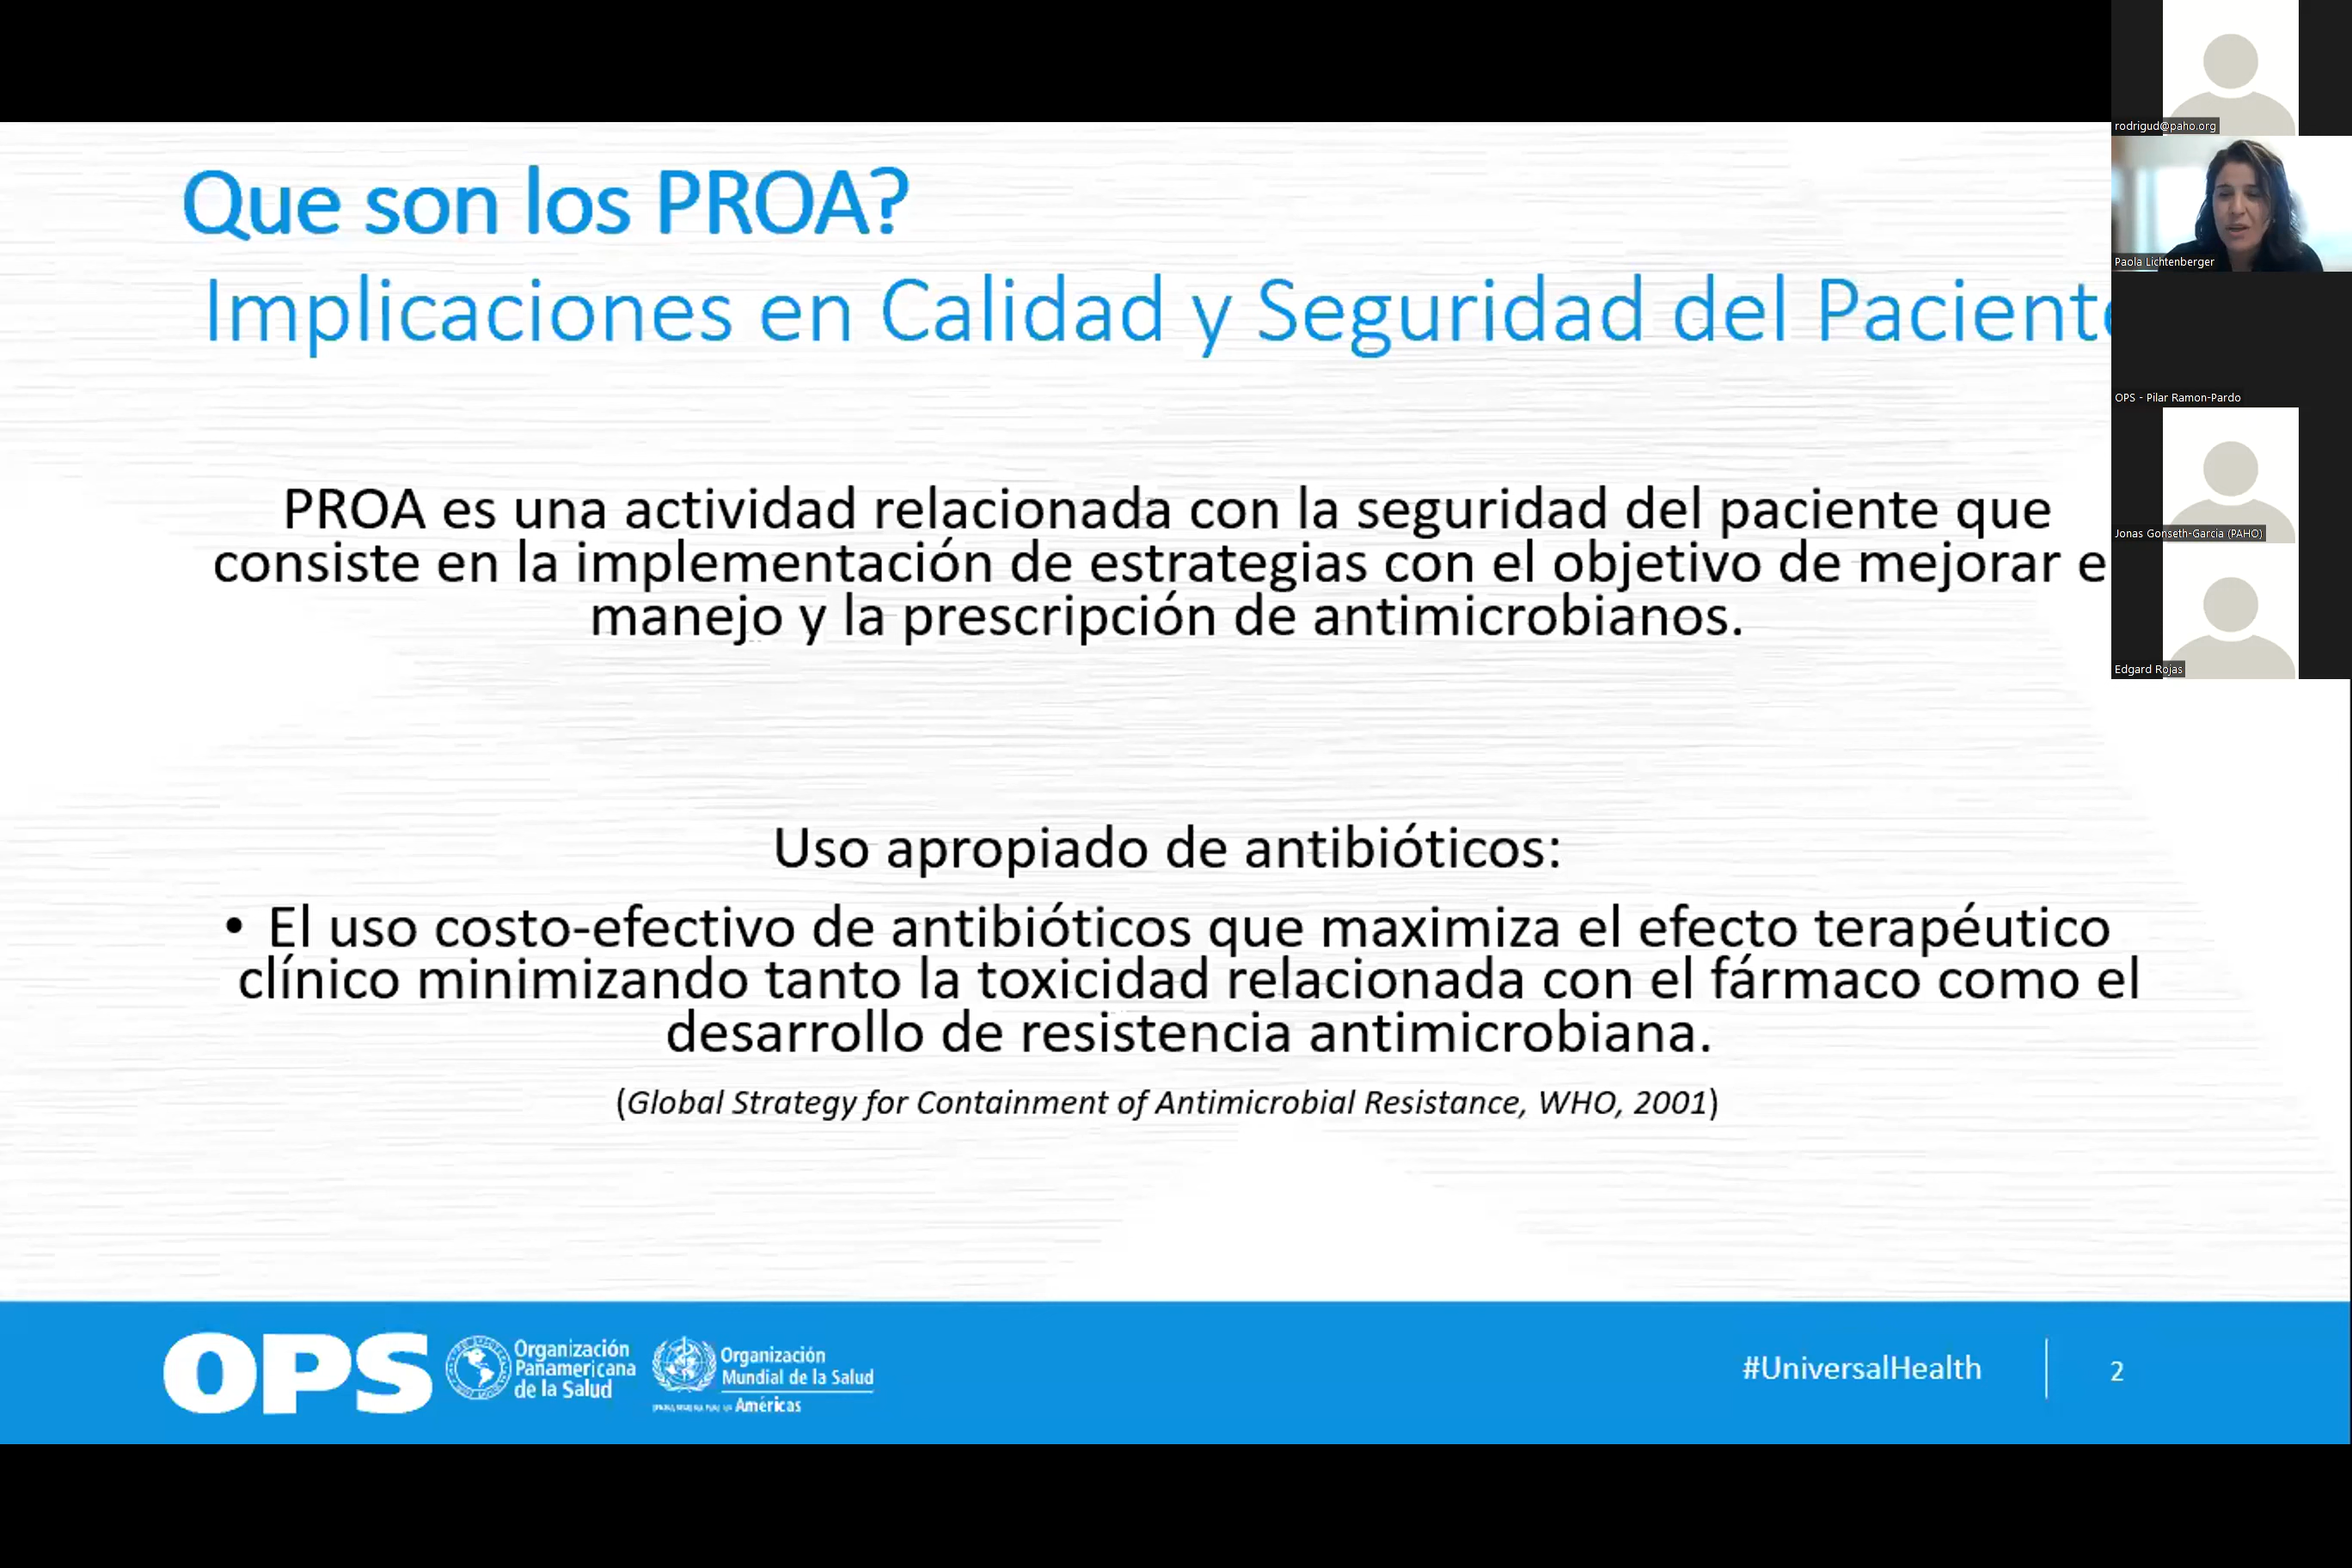 Que son los PROA?
Implicaciones en Calidad y Seguridad del Paciente
PROA es una actividad relacionada con la seguridad del paciente que
consiste en la implementación de estrategias con el objetivo de mejorar e
manejo y la prescripción de antimicrobianos.
Uso apropiado de antibióticos:
• El uso costo-efectivo de antibióticos que maximiza el efecto terapéutico
clínico minimizando tanto la toxicidad relacionada con el fármaco como el
desarrollo de resistencia antimicrobiana.
(Global Strategy for Containment of Antimicrobial Resistance, WHO, 2001)
OPS
Organización
Panamericana
de la Salud
Organización
Mundial de la Salud
Américas
#UniversalHealth
2
rodrigud@paho.org
Paola Lichtenberger
OPS - Pilar Ramon-Pardo
Jonas Gonseth-Garcia (PAHO)
Edgard Rojas